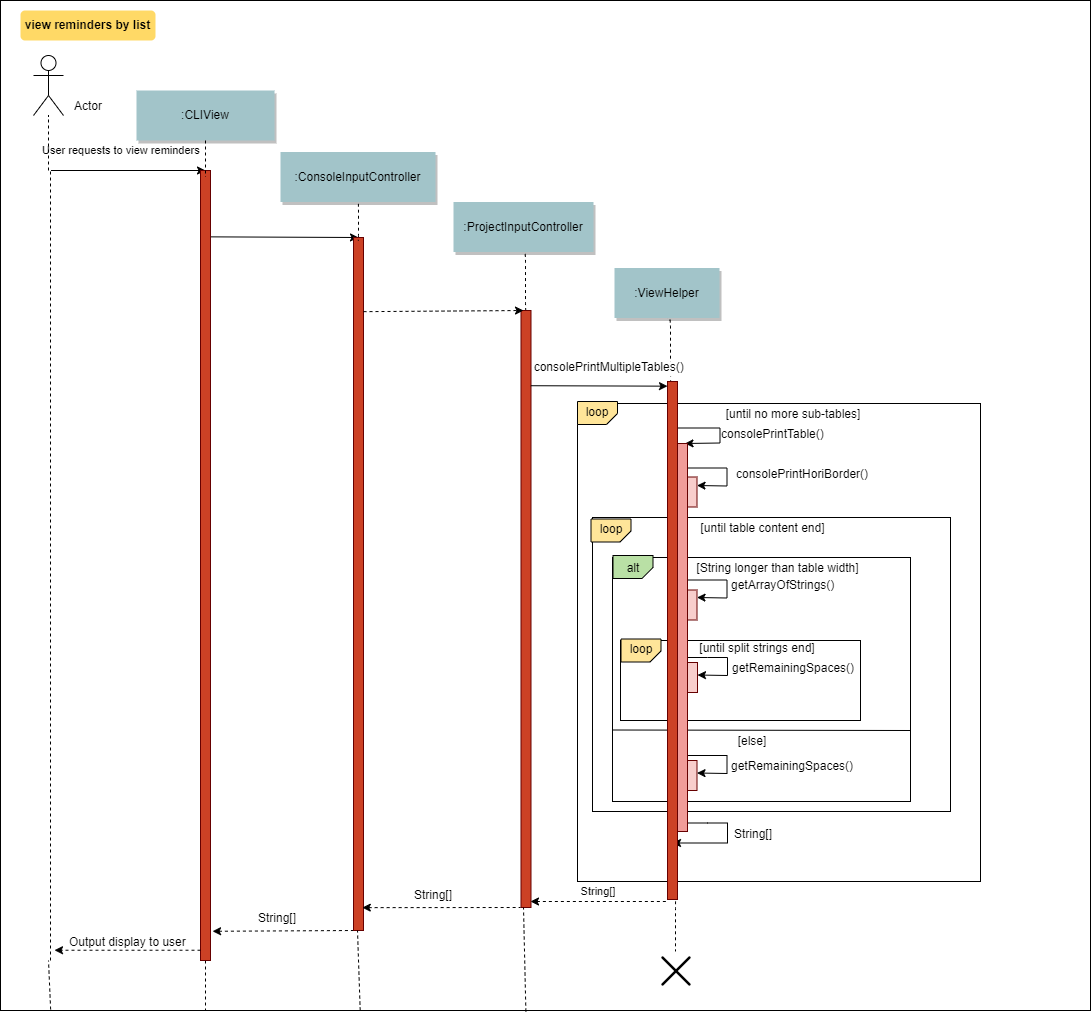 view reminders by list
Actor
:CLIView
User requests to view reminders
:ConsoleInputController
:ProjectInputController
:ViewHelper
consolePrintMultipleTables()
loop
[until no more sub-tables]
consolePrintTable()
consolePrintHoriBorder()
loop
[until table content end]
alt
[String longer than table width]
getArrayOfStrings()
loop
[until split strings end]
getRemainingSpaces()
[else]
getRemainingSpaces()
String[]
String[]
String[]
String[]
Output display to user